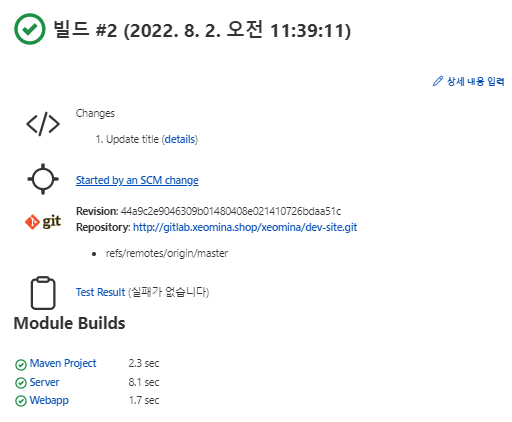 빌드 #2 (2022. 8. 2. 오전 11:39:11)
상세 내용 입력
Changes
1. Update title (details)
Started by an SCM change
git
Revision: 44a9c2e9046309b01480408e021410726bdaa51c
Repository: http://gitlab.xeomina.shop/xeomina/dev-site.git
• refs/remotes/origin/master
Test Result (실패가 없습니다)
Module Builds
Maven Project 2.3 sec
Server 8.1 sec
Webapp 1.7 sec